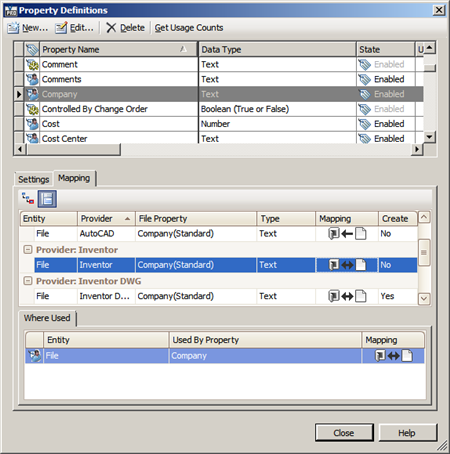 Property Definitions
New... Edit... Delete Get Usage Counts
Property Name Data Type State U
Comment Text Enabled
Comments Text Enabled
Company Text Enabled
Controlled By Change Order Boolean (True or False) Enabled
Cost Number Enabled
Cost Center Text Enabled
Settings Mapping
Entity Provider File Property Type Mapping Create
File AutoCAD Company(Standard) Text No
Provider: Inventor
File Inventor Company(Standard) Text No
Provider: Inventor DWG
File Inventor D... Company(Standard) Text Yes
Where Used
Entity Used By Property Mapping
File Company
Close Help